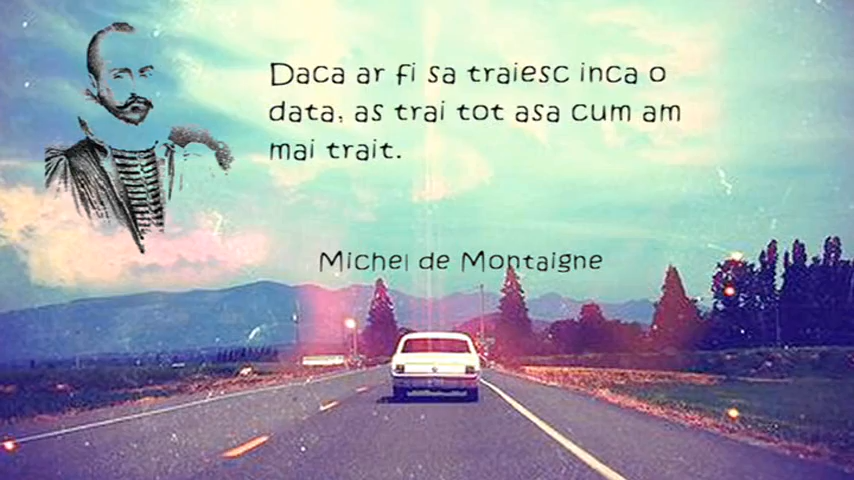 Daca ar fi sa traiesc inca o
data, as trai tot asa cum am
mai trait.
Michel de Montaigne